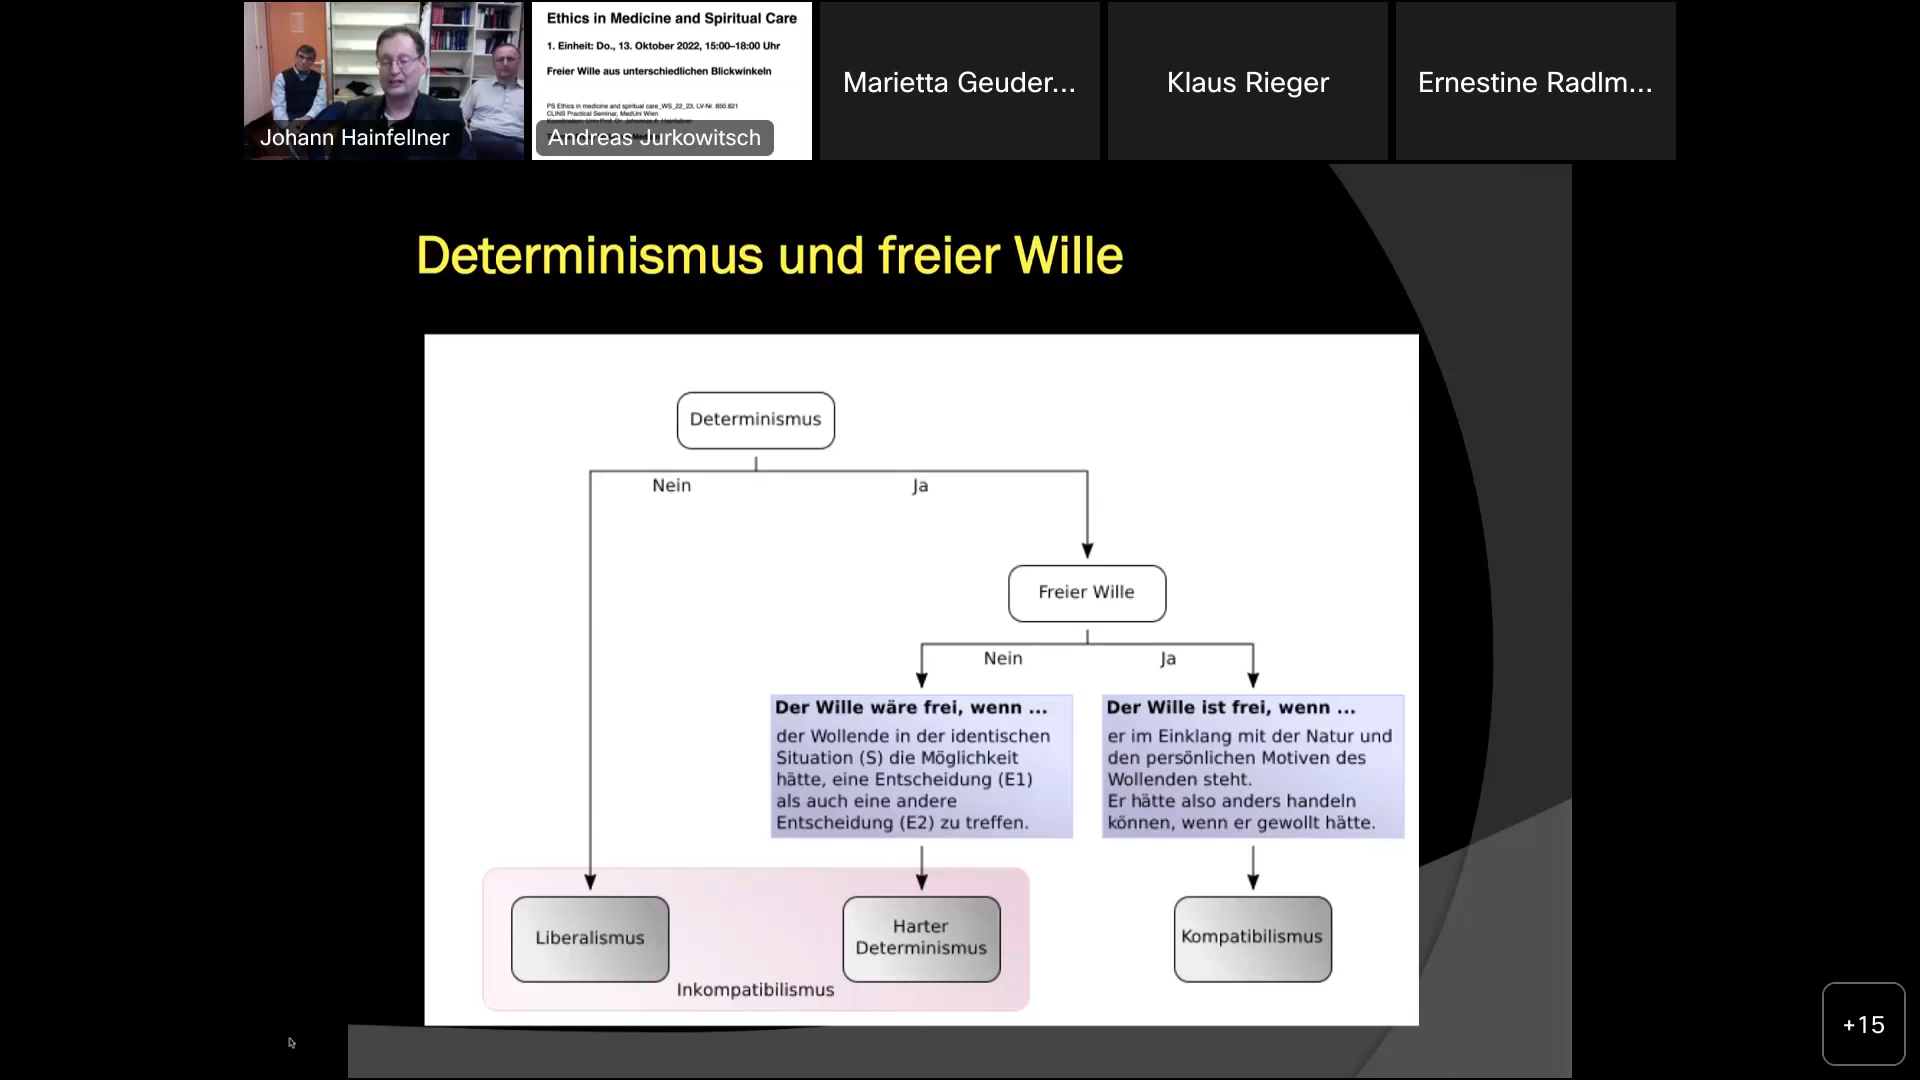 Ethics in Medicine and Spiritual Care
1. Einheit: Do., 13. Oktober 2022, 15:00–18:00 Uhr
Freier Wille aus unterschiedlichen Blickwinkeln
PS Ethics in medicine and spiritual care_WS_22_23, LV-Nr. 850.821
CLINS Practical Seminar, MedUni Wien
Johann Hainfellner
Andreas Jurkowitsch
Marietta Geuder...
Klaus Rieger
Ernestine Radlm...
Determinismus und freier Wille
Determinismus
Nein
Ja
Freier Wille
Nein
Ja
Der Wille wäre frei, wenn ...
der Wollende in der identischen
Situation (S) die Möglichkeit
hätte, eine Entscheidung (E1)
als auch eine andere
Entscheidung (E2) zu treffen.
Der Wille ist frei, wenn ...
er im Einklang mit der Natur und
den persönlichen Motiven des
Wollenden steht.
Er hätte also anders handeln
können, wenn er gewollt hätte.
Liberalismus
Harter
Determinismus
Kompatibilismus
Inkompatibilismus
+15